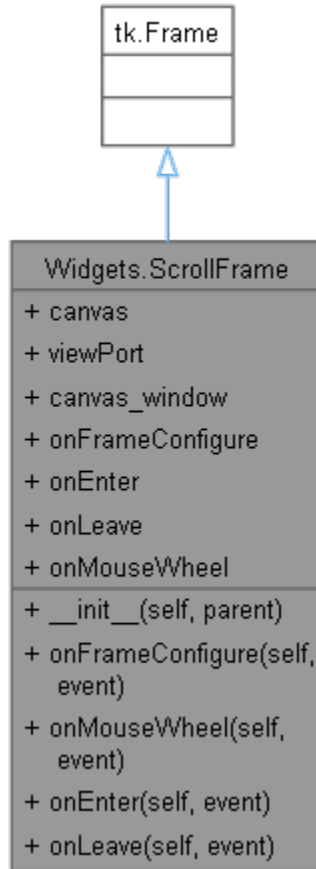 tk.Frame
Widgets.ScrollFrame
+ canvas
+ viewPort
+ canvas_window
+ onFrameConfigure
+ onEnter
+ onLeave
+ onMouseWheel
+ __init__(self, parent)
+ onFrameConfigure(self,
event)
+ onMouseWheel(self,
event)
+ onEnter(self, event)
+ onLeave(self, event)